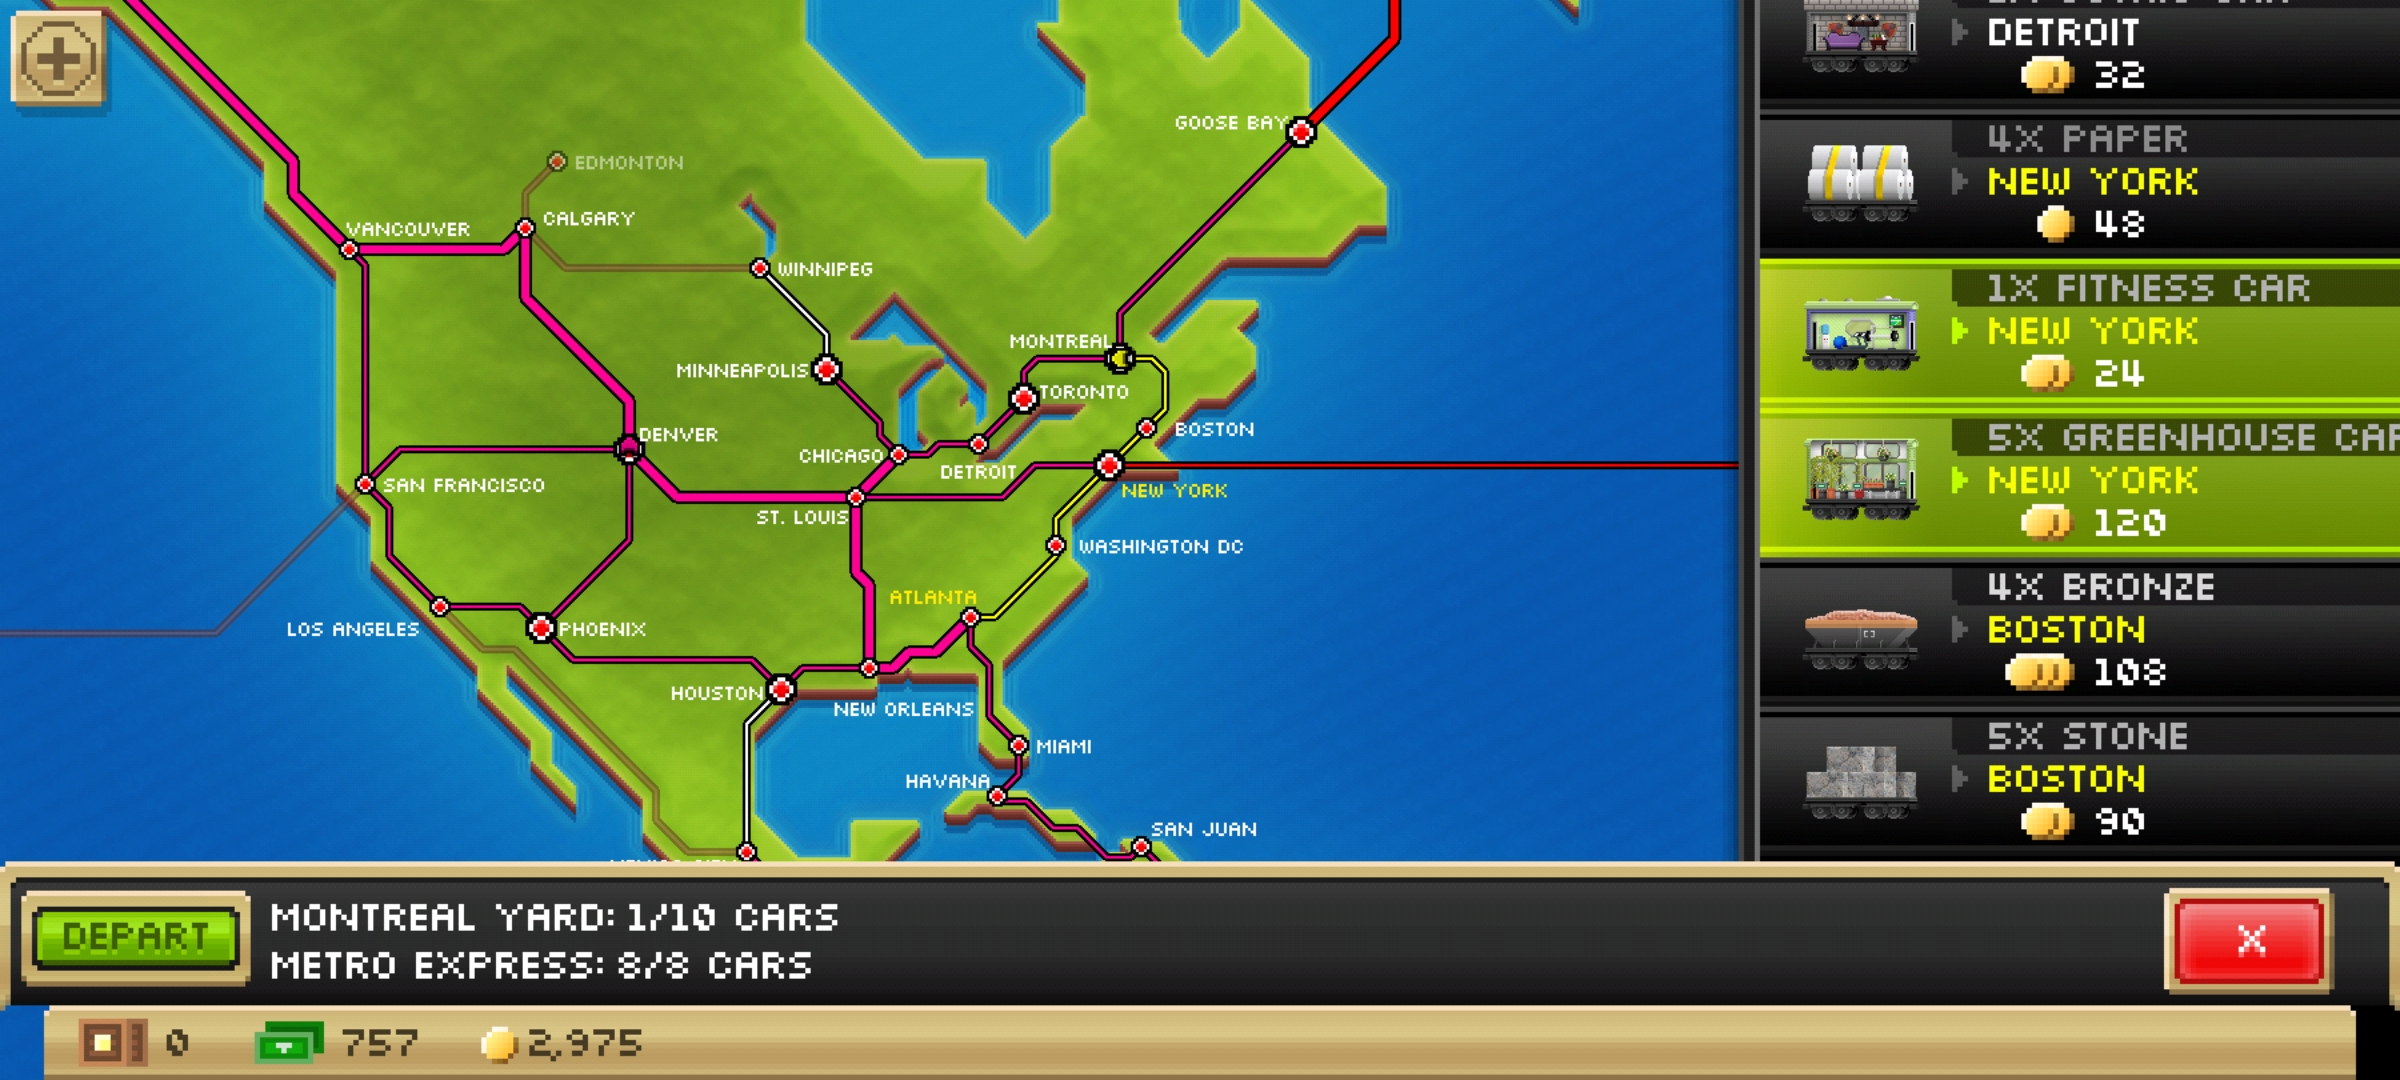 DETROIT
32
GOOSE BAY
4X PAPER
NEW YORK
48
EDMONTON
CALGARY
VANCOUVER
WINNIPEG
1X FITNESS CAR
NEW YORK
24
MONTREAL
MINNEAPOLIS
TORONTO
BOSTON
DENVER
CHICAGO
DETROIT
SAN FRANCISCO
NEW YORK
ST. LOUIS
5X GREENHOUSE CAR
NEW YORK
120
WASHINGTON DC
ATLANTA
LOS ANGELES
PHOENIX
4X BRONZE
BOSTON
108
HOUSTON
NEW ORLEANS
MIAMI
HAVANA
SAN JUAN
5X STONE
BOSTON
90
DEPART
MONTREAL YARD: 1/10 CARS
METRO EXPRESS: 8/8 CARS
X
0
757
2,975